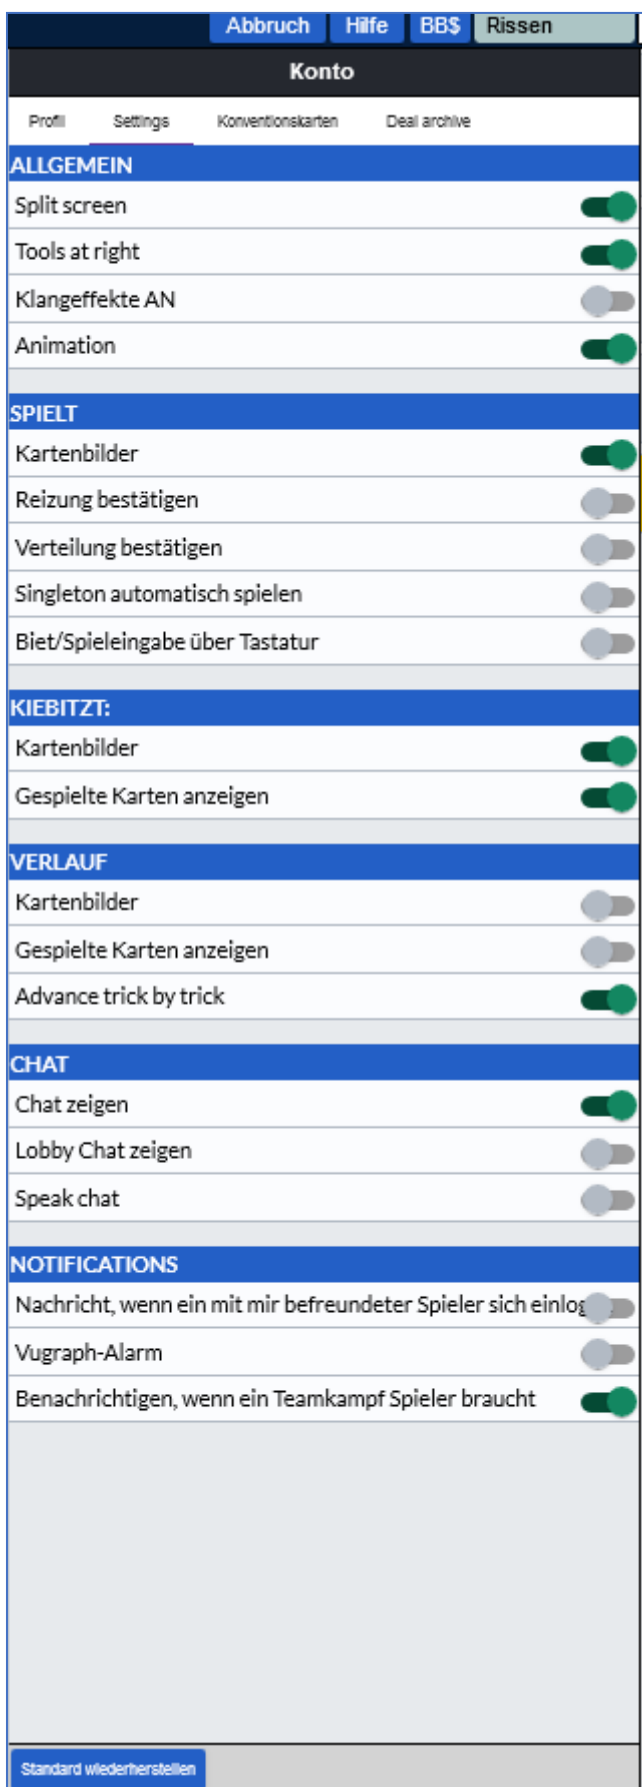 Abbruch Hilfe BB$ Rissen
Konto
Profil Settings Konventionskarten Deal archive
ALLGEMEIN
Split screen
Tools at right
Klangeffekte AN
Animation
SPIELT
Kartenbilder
Reizung bestätigen
Verteilung bestätigen
Singleton automatisch spielen
Biet/Spieleingabe über Tastatur
KIEBITZT:
Kartenbilder
Gespielte Karten anzeigen
VERLAUF
Kartenbilder
Gespielte Karten anzeigen
Advance trick by trick
CHAT
Chat zeigen
Lobby Chat zeigen
Speak chat
NOTIFICATIONS
Nachricht, wenn ein mit mir befreundeter Spieler sich
Vugraph-Alarm
Benachrichtigen, wenn ein Teamkampf Spieler braucht
Standard wiederherstellen